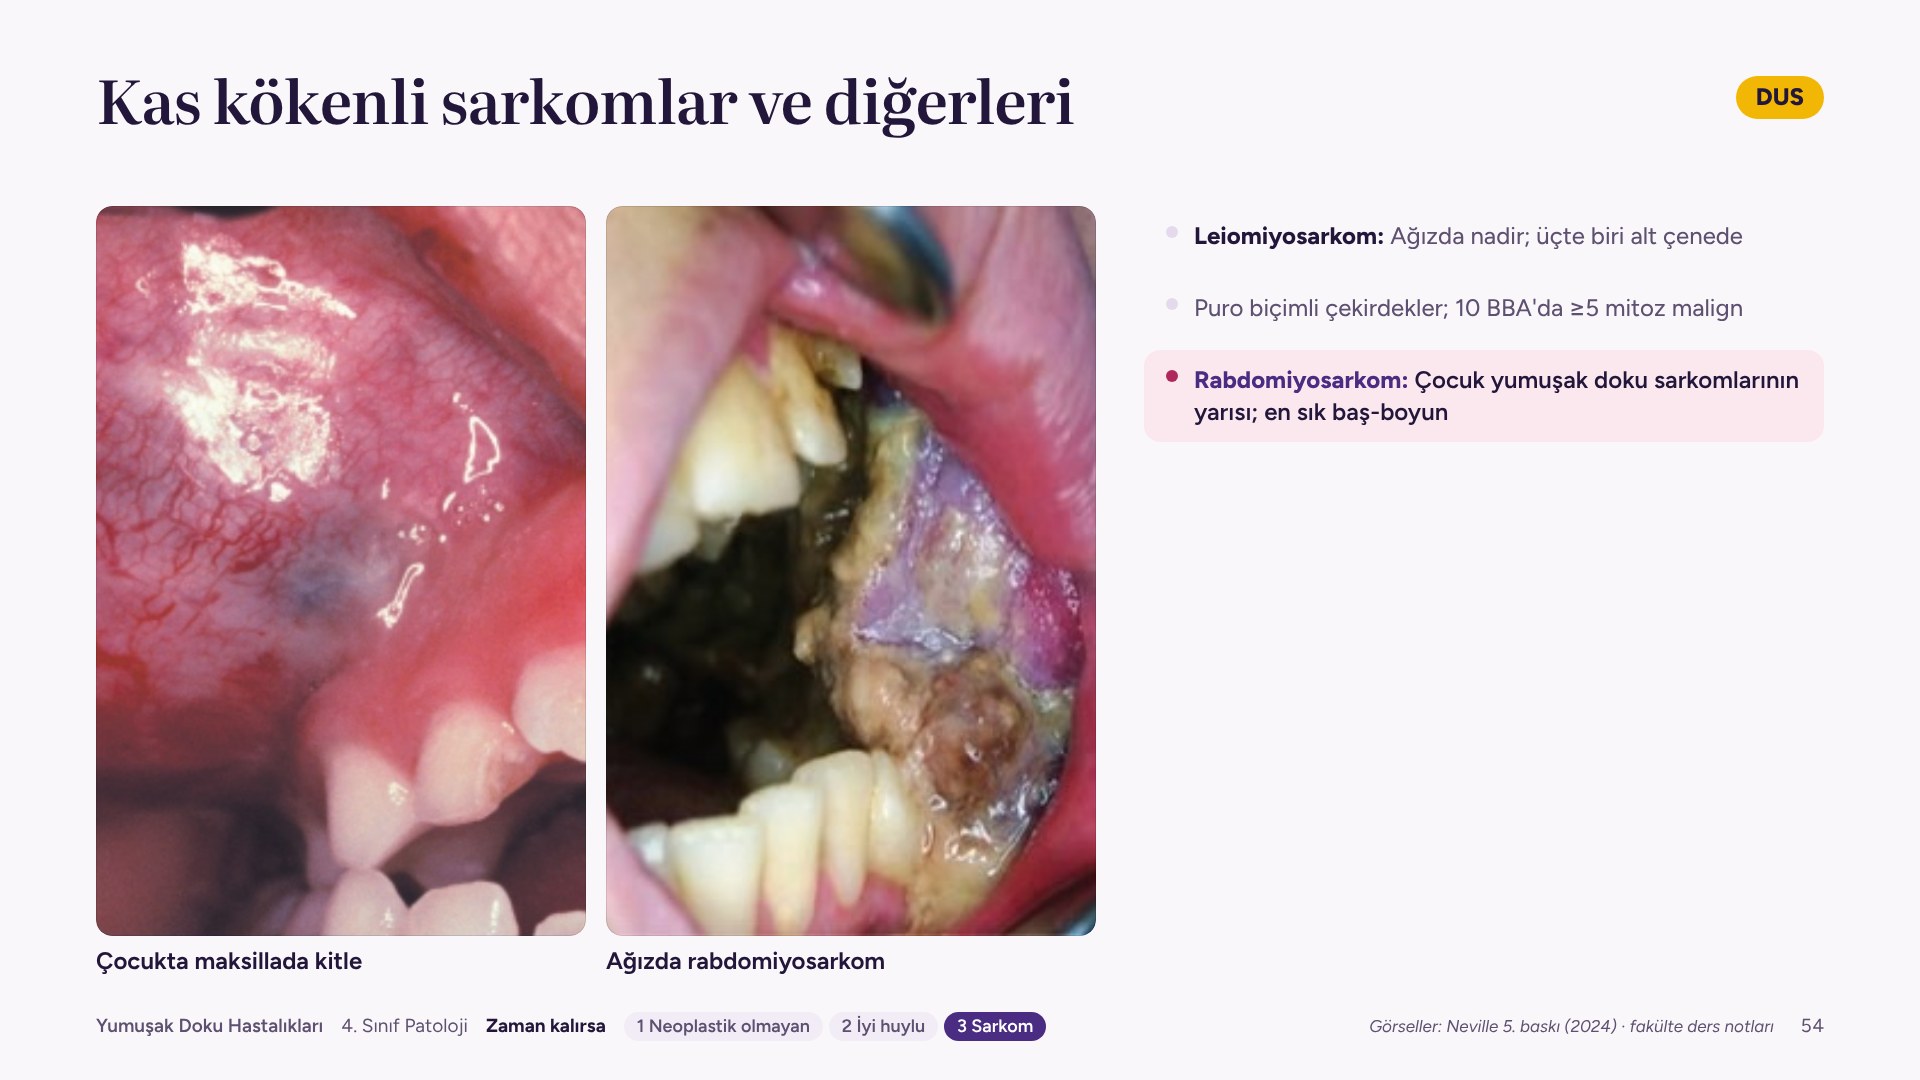 Kas kökenli sarkomlar ve diğerleri
DUS
Leiomiyosarkom: Ağızda nadir; üçte biri alt çenede
Puro biçimli çekirdekler; 10 BBA'da ≥5 mitoz malign
Rabdomiyosarkom: Çocuk yumuşak doku sarkomlarının
yarısı; en sık baş-boyun
Çocukta maksillada kitle
Ağızda rabdomiyosarkom
Yumuşak Doku Hastalıkları 4. Sınıf Patoloji Zaman kalırsa 1 Neoplastik olmayan 2 İyi huylu 3 Sarkom
Görseller: Neville 5. baskı (2024) · fakülte ders notları 54